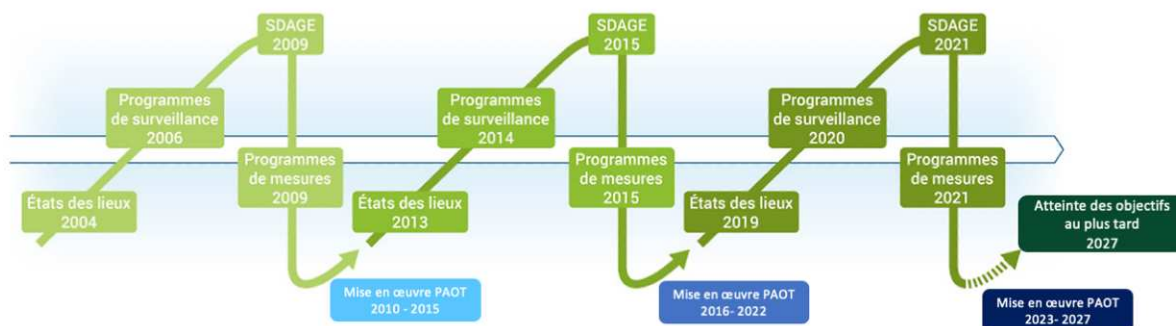 SDAGE
2009
Programmes
de surveillance
2006
Programmes
de mesures
2009
États des lieux
2004
Mise en œuvre PAOT
2010 - 2015
SDAGE
2015
Programmes
de surveillance
2014
Programmes
de mesures
2015
États des lieux
2013
Mise en œuvre PAOT
2016- 2022
SDAGE
2021
Programmes
de surveillance
2020
Programmes
de mesures
2021
États des lieux
2019
Atteinte des objectifs
au plus tard
2027
Mise en œuvre PAOT
2023- 2027